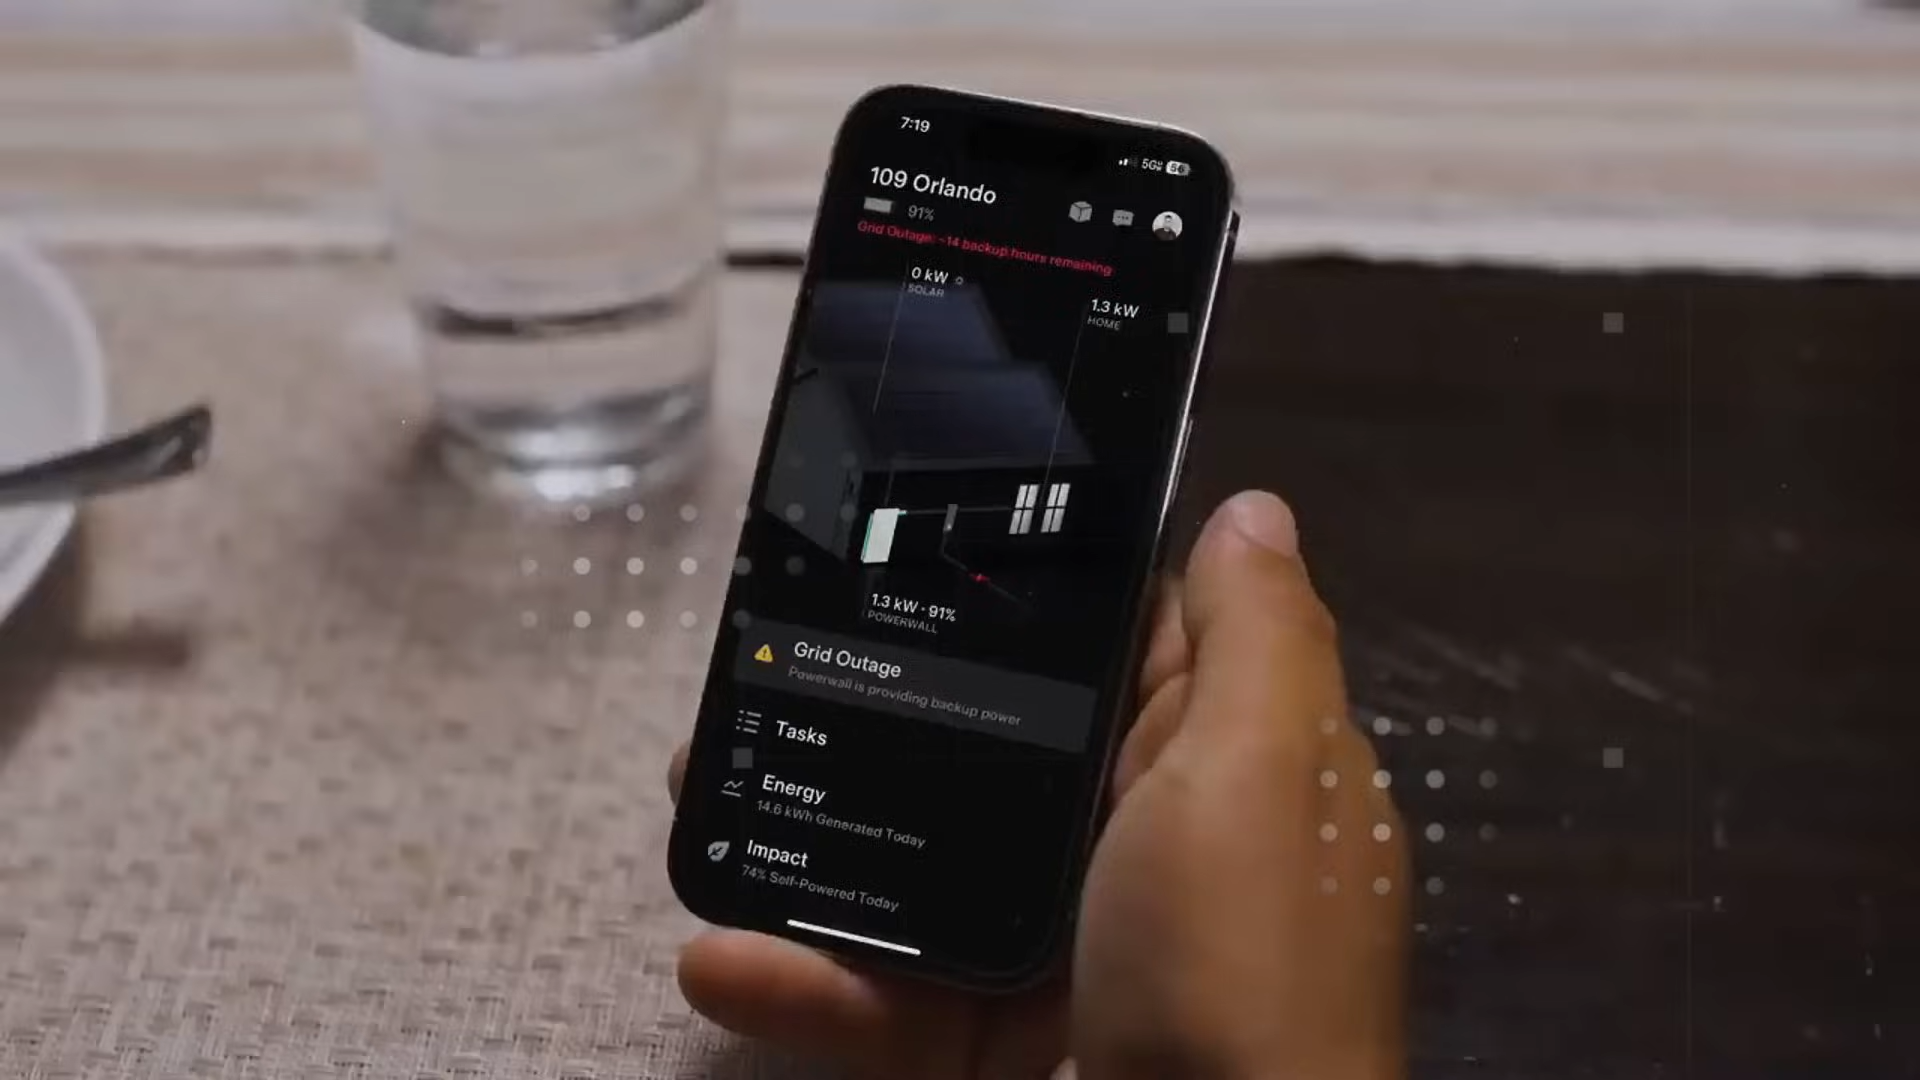 7:19
5G 56
109 Orlando
91%
Grid Outage: ~14 backup hours remaining
0 kW
SOLAR
1.3 kW
HOME
1.3 kW · 91%
POWERWALL
Grid Outage
Powerwall is providing backup power
Tasks
Energy
14.6 kWh Generated Today
Impact
74% Self-Powered Today